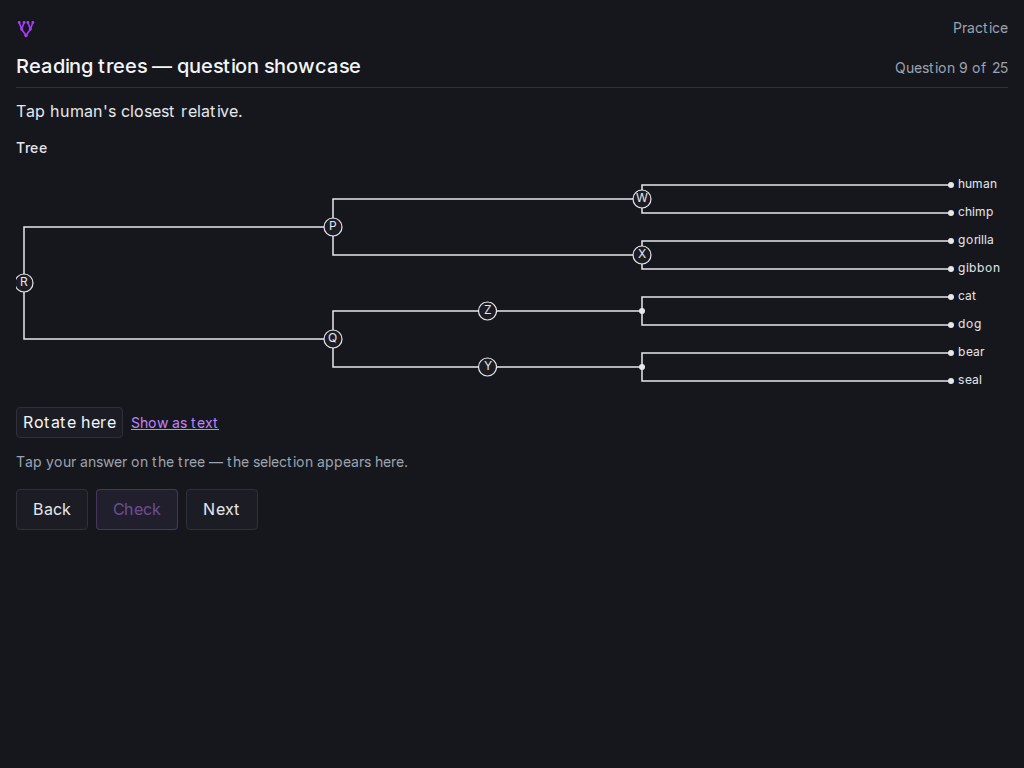 Practice
Reading trees — question showcase
Question 9 of 25
Tap human's closest relative.
Tree
human
W
chimp
P
gorilla
X
gibbon
R
cat
Z
dog
Q
bear
Y
seal
Rotate here
Show as text
Tap your answer on the tree — the selection appears here.
Back
Check
Next